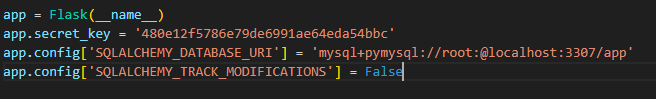 app = Flask(__name__)
app.secret_key = '480e12f5786e79de6991ae64eda54bbc'
app.config['SQLALCHEMY_DATABASE_URI'] = 'mysql+pymysql://root:@localhost:3307/app'
app.config['SQLALCHEMY_TRACK_MODIFICATIONS'] = False